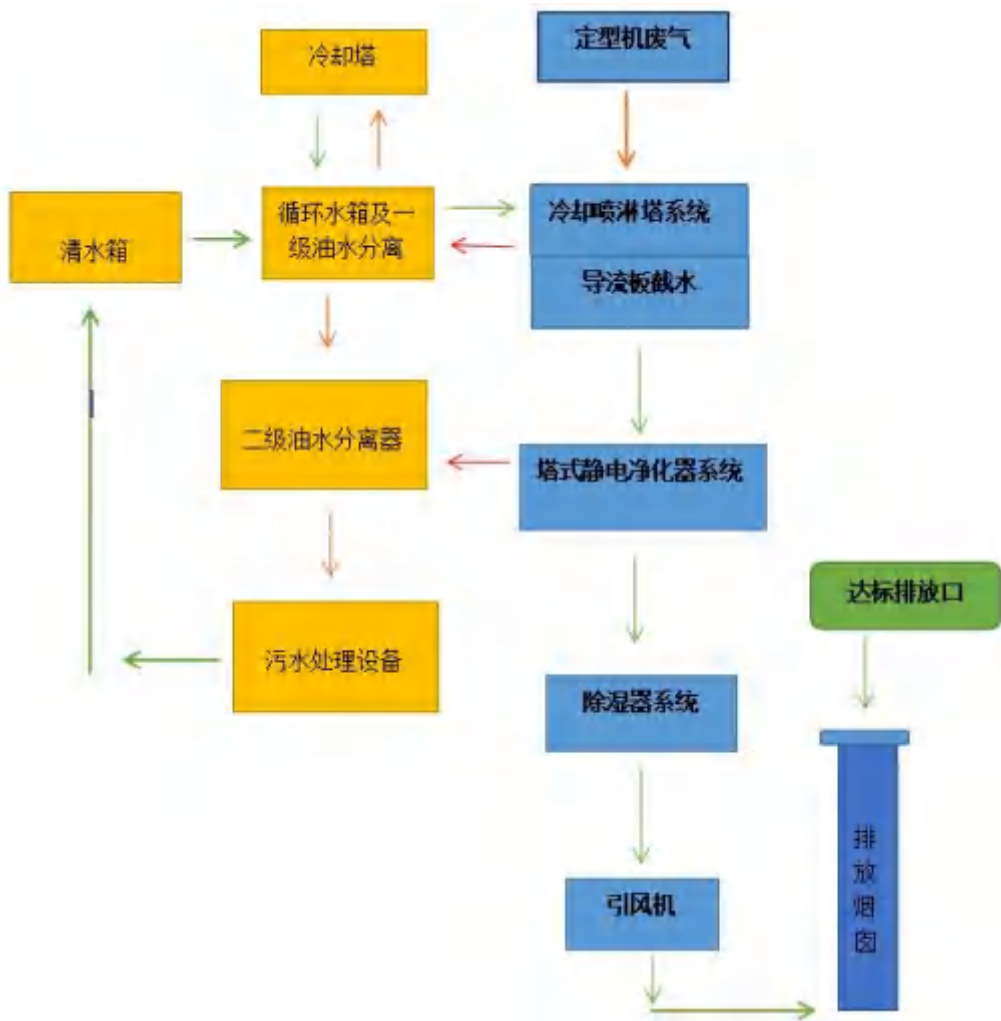 冷却塔
定型机废气
清水箱
循环水箱及一
级油水分离
冷却喷淋塔系统
导流板截水
二级油水分离器
塔式静电净化器系统
污水处理设备
达标排放口
除湿器系统
引风机
排
放
烟
囱